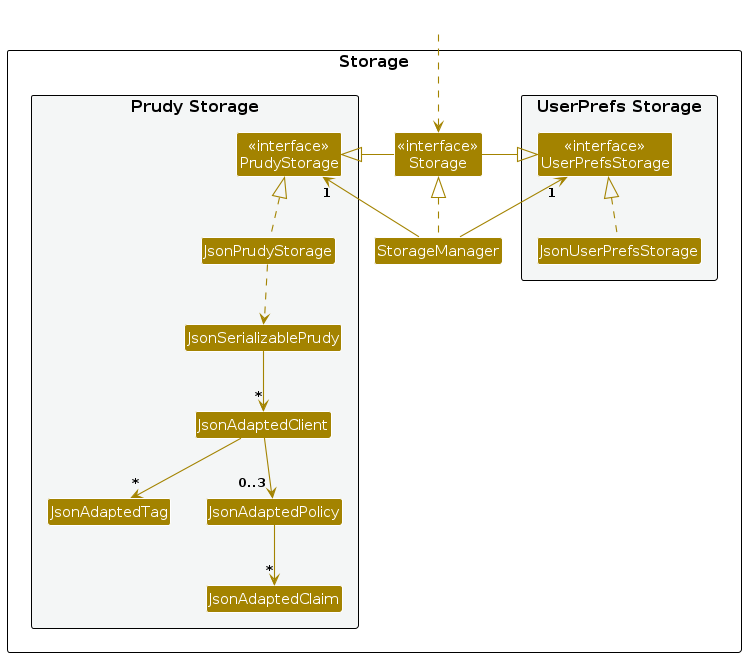 Storage
Prudy Storage
UserPrefs Storage
«interface»
PrudyStorage
«interface»
Storage
«interface»
UserPrefsStorage
1
1
JsonPrudyStorage
StorageManager
JsonUserPrefsStorage
JsonSerializablePrudy
*
JsonAdaptedClient
*
0..3
JsonAdaptedTag
JsonAdaptedPolicy
*
JsonAdaptedClaim